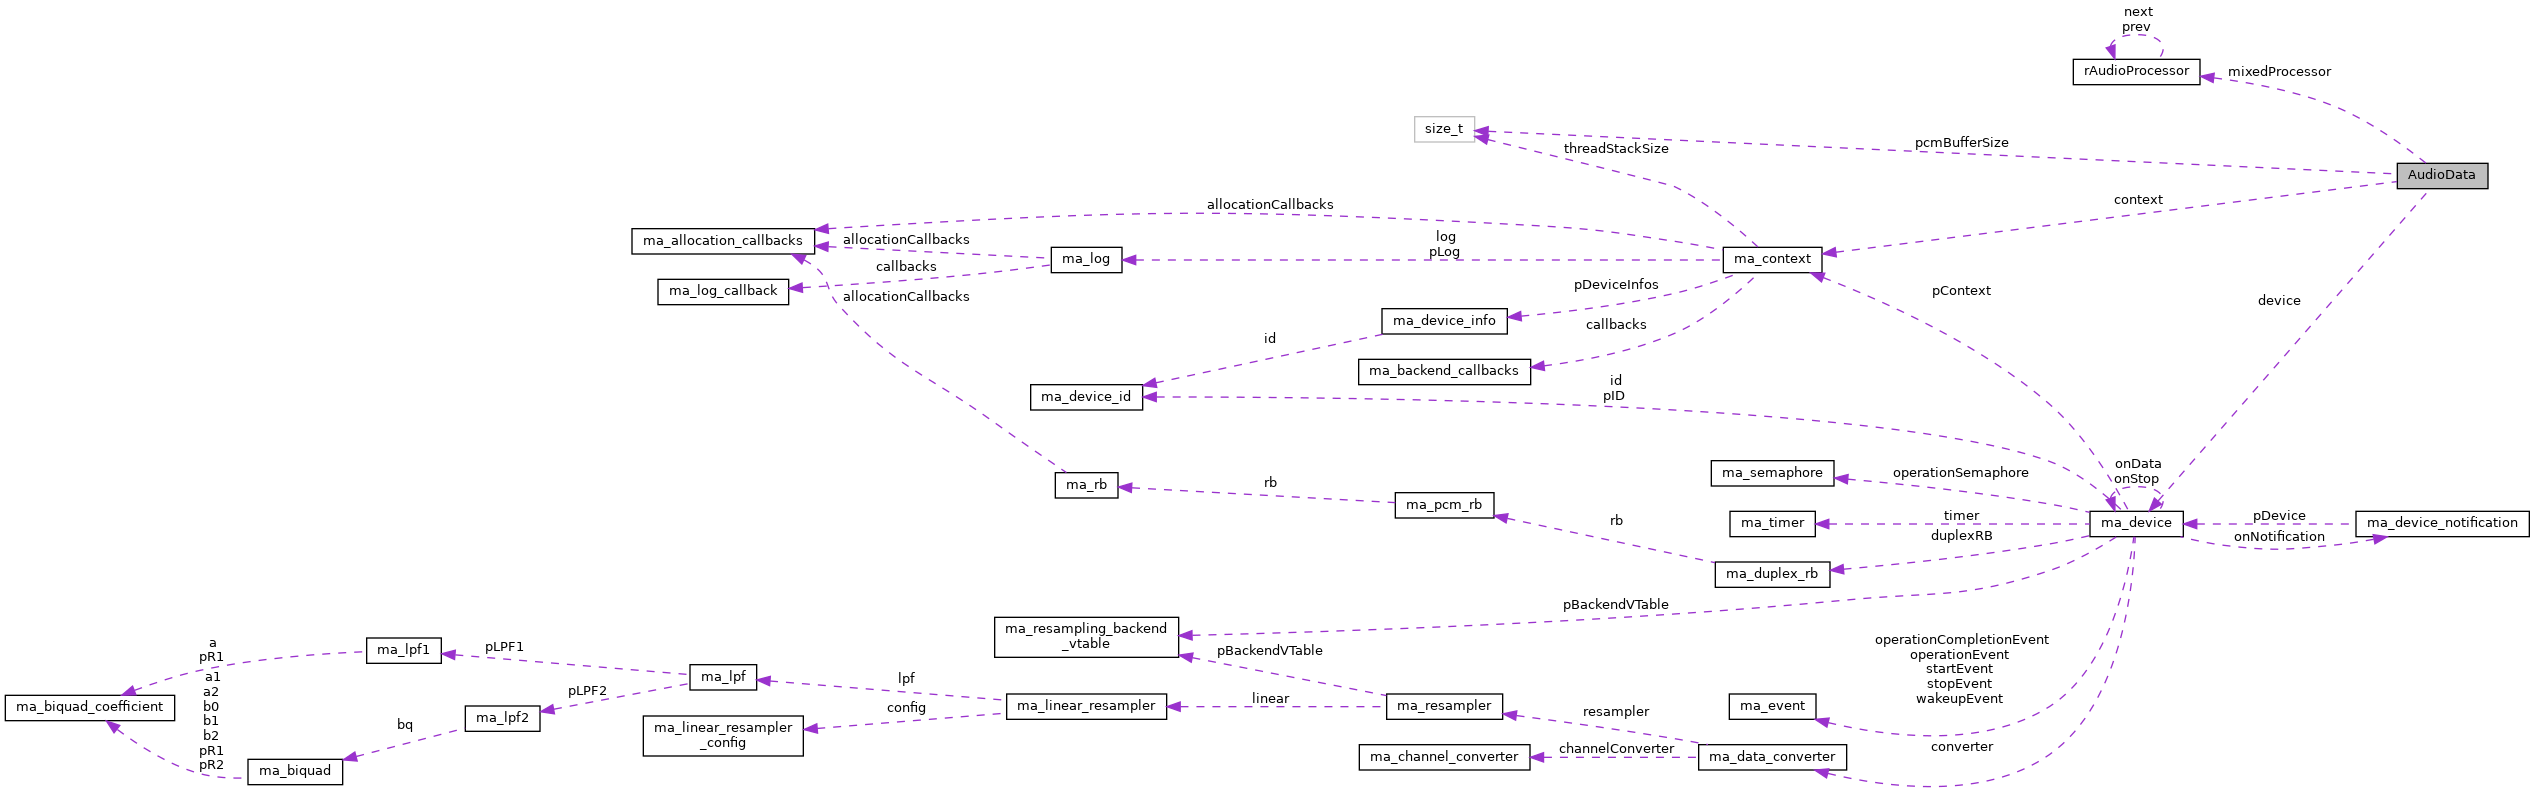 next
prev
rAudioProcessor
mixedProcessor
size_t
threadStackSize
pcmBufferSize
AudioData
context
allocationCallbacks
ma_allocation_callbacks
allocationCallbacks
ma_log
log
pLog
ma_context
callbacks
ma_log_callback
allocationCallbacks
pDeviceInfos
pContext
device
ma_device_info
callbacks
id
ma_backend_callbacks
id
pID
ma_device_id
onData
onStop
ma_semaphore
operationSemaphore
ma_rb
rb
ma_pcm_rb
rb
ma_timer
timer
ma_device
pDevice
ma_device_notification
duplexRB
onNotification
ma_duplex_rb
pBackendVTable
ma_resampling_backend
_vtable
pBackendVTable
operationCompletionEvent
operationEvent
startEvent
stopEvent
wakeupEvent
a
pR1
ma_lpf1
pLPF1
ma_lpf
lpf
a1
a2
b0
b1
b2
pR1
pR2
pLPF2
ma_biquad_coefficient
ma_lpf2
config
ma_linear_resampler
linear
ma_resampler
ma_event
resampler
bq
ma_linear_resampler
_config
converter
channelConverter
ma_channel_converter
ma_data_converter
ma_biquad